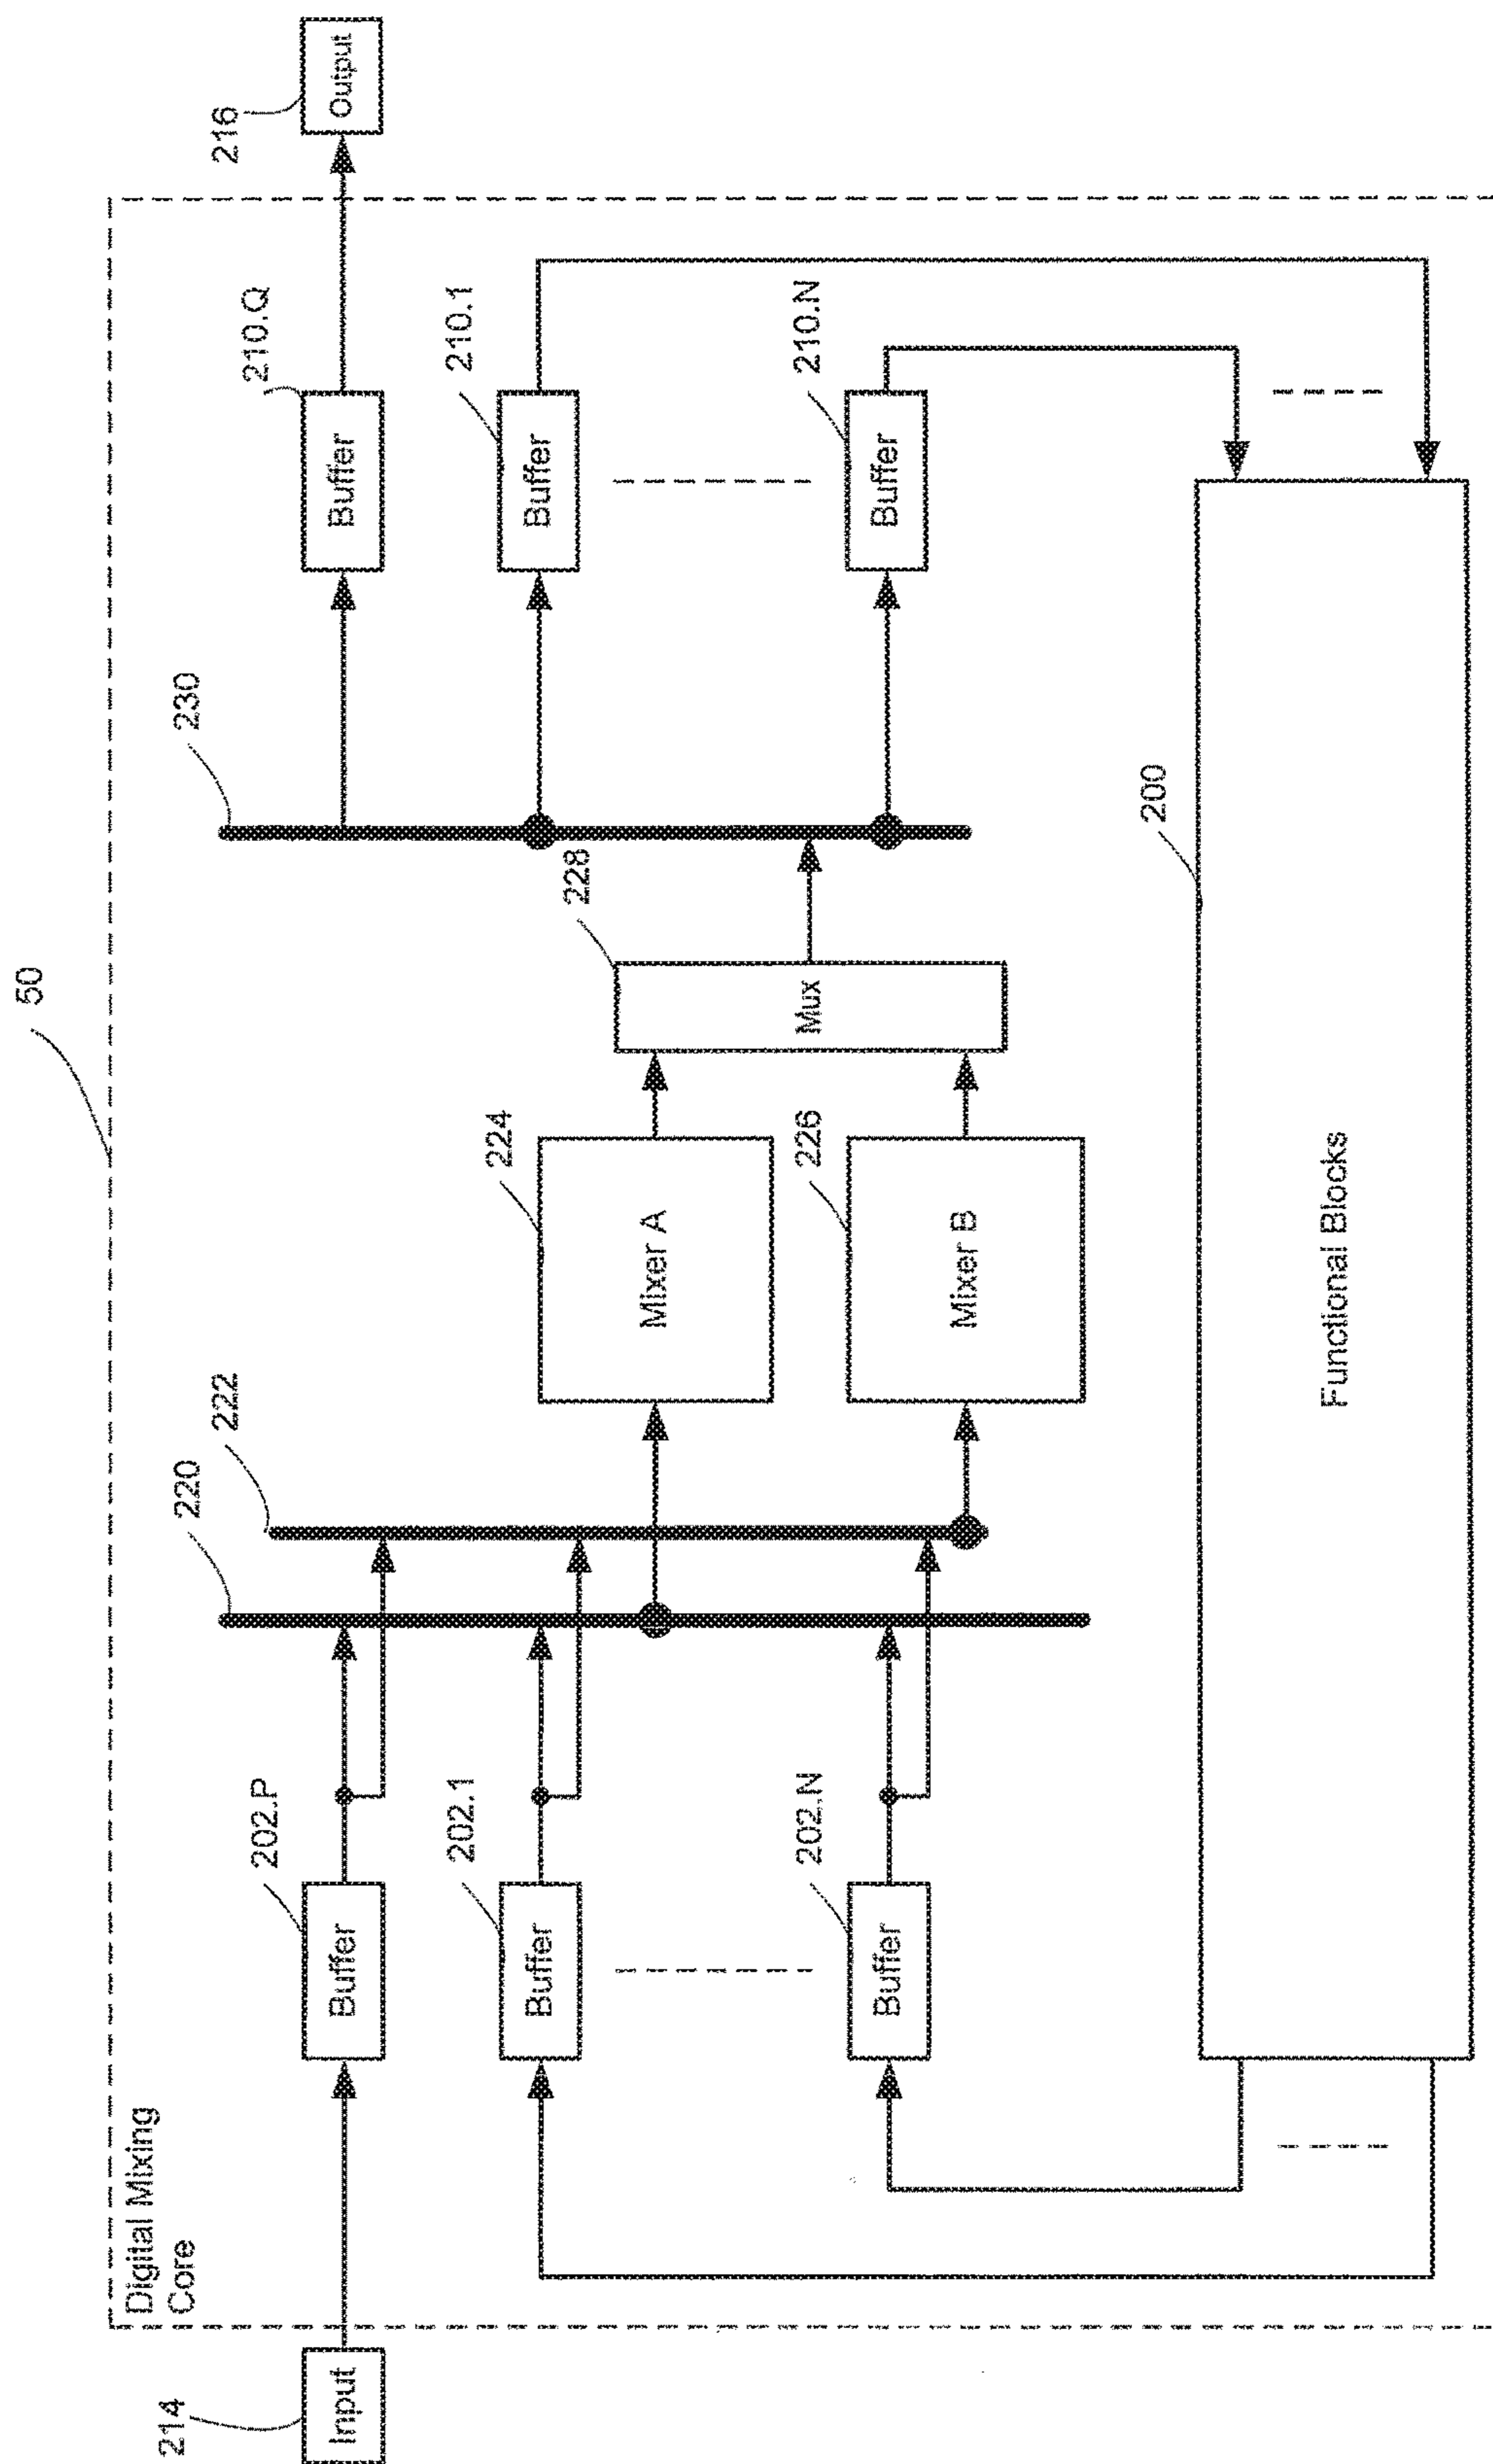 50
Digital Mixing
Core
214
Input
202.P
Buffer
220
222
230
210.Q
Buffer
216
Output
202.1
Buffer
224
Mixer A
228
Mux
210.1
Buffer
202.N
Buffer
226
Mixer B
210.N
Buffer
200
Functional Blocks